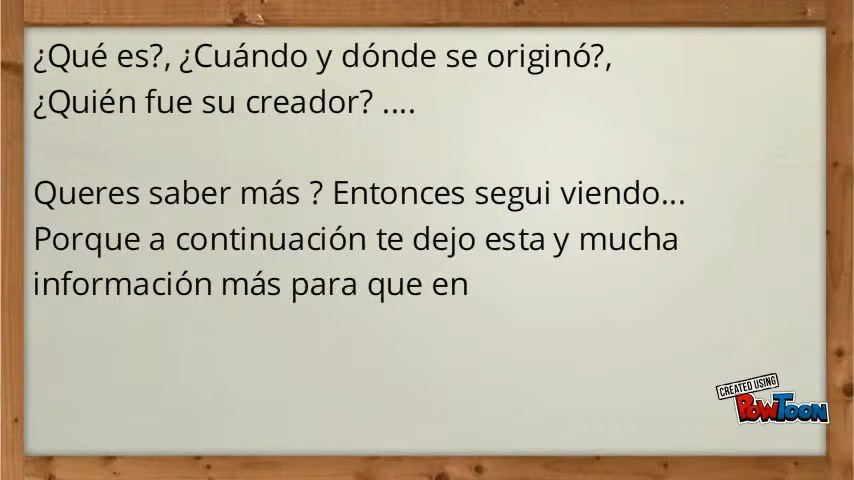 ¿Qué es?, ¿Cuándo y dónde se originó?,
¿Quién fue su creador? ....
Queres saber más ? Entonces segui viendo...
Porque a continuación te dejo esta y mucha
información más para que en
CREATED USING
POWTOON